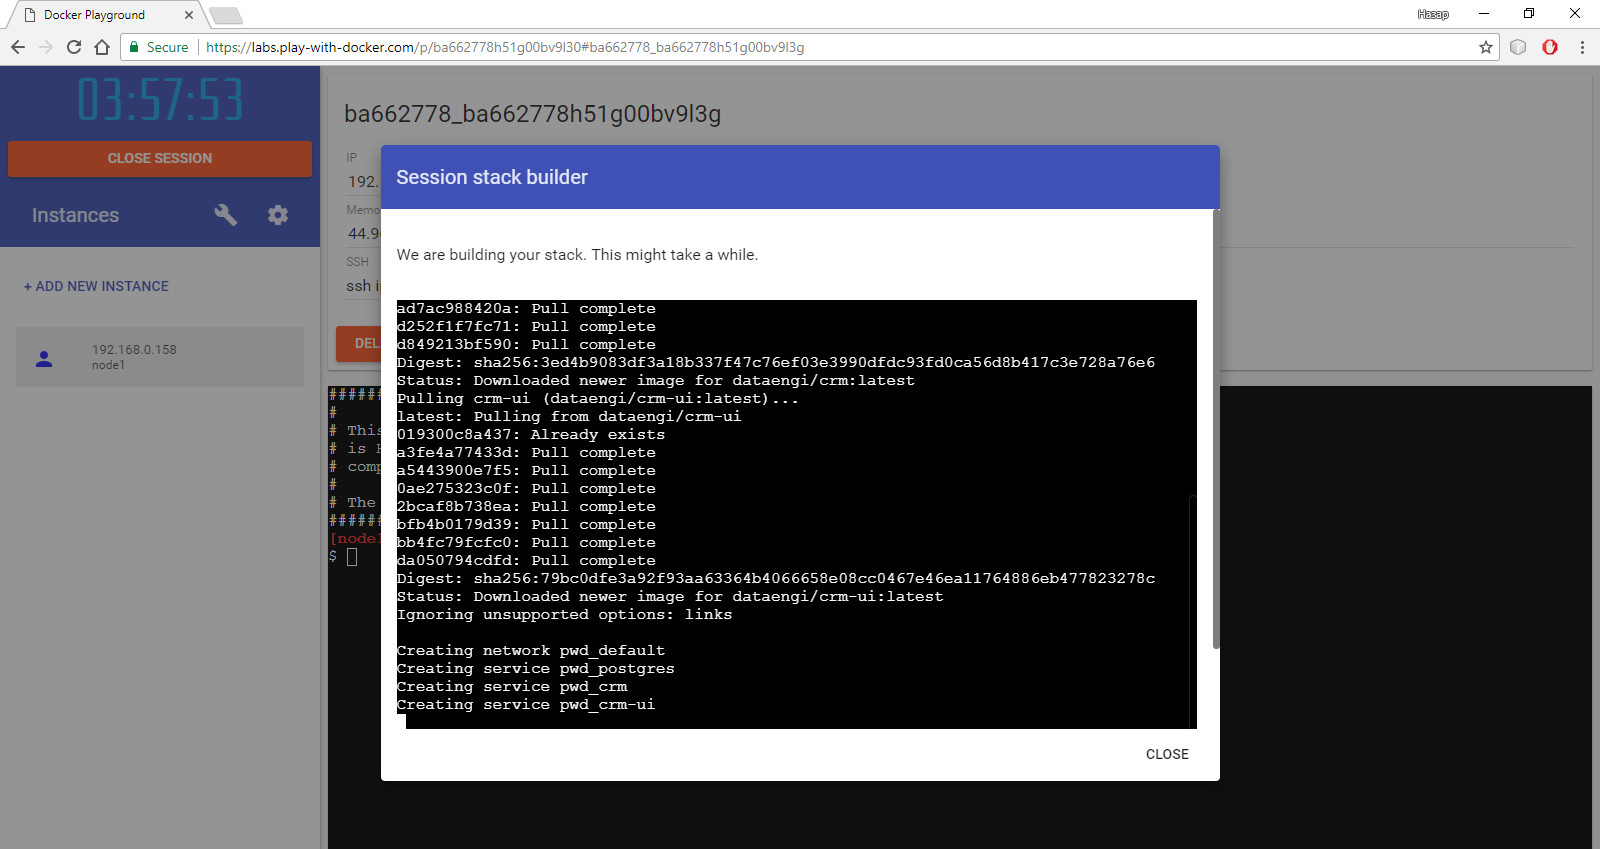 Docker Playground
Назар
Secure
https://labs.play-with-docker.com/p/ba662778h51g00bv9l30#ba662778_ba662778h51g00bv9l3g
03:57:53
CLOSE SESSION
Instances
+ ADD NEW INSTANCE
192.168.0.158
node1
ba662778_ba662778h51g00bv9l3g
IP
192.
Memo
44.9
SSH
ssh i
DEL
######
#
# This
# is
# comp
#
# The
######
[node1
$
Session stack builder
We are building your stack. This might take a while.
ad7ac988420a: Pull complete
d252f1f7fc71: Pull complete
d849213bf590: Pull complete
Digest: sha256:3ed4b9083df3a18b337f47c76ef03e3990dfdc93fd0ca56d8b417c3e728a76e6
Status: Downloaded newer image for dataengi/crm:latest
Pulling crm-ui (dataengi/crm-ui:latest)...
latest: Pulling from dataengi/crm-ui
019300c8a437: Already exists
a3fe4a77433d: Pull complete
a5443900e7f5: Pull complete
0ae275323c0f: Pull complete
2bcaf8b738ea: Pull complete
bfb4b0179d39: Pull complete
bb4fc79fcfc0: Pull complete
da050794cdfd: Pull complete
Digest: sha256:79bc0dfe3a92f93aa63364b4066658e08cc0467e46ea11764886eb477823278c
Status: Downloaded newer image for dataengi/crm-ui:latest
Ignoring unsupported options: links
Creating network pwd_default
Creating service pwd_postgres
Creating service pwd_crm
Creating service pwd_crm-ui
CLOSE